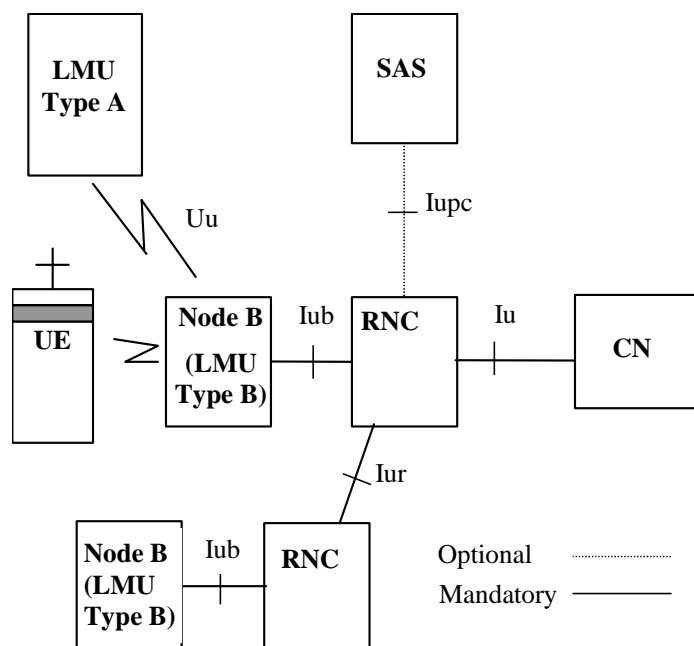 LMU
Type A
SAS
Uu
Iupc
UE
Node B
(LMU
Type B)
Iub
RNC
Iu
CN
Iur
Node B
(LMU
Type B)
Iub
RNC
Optional
Mandatory